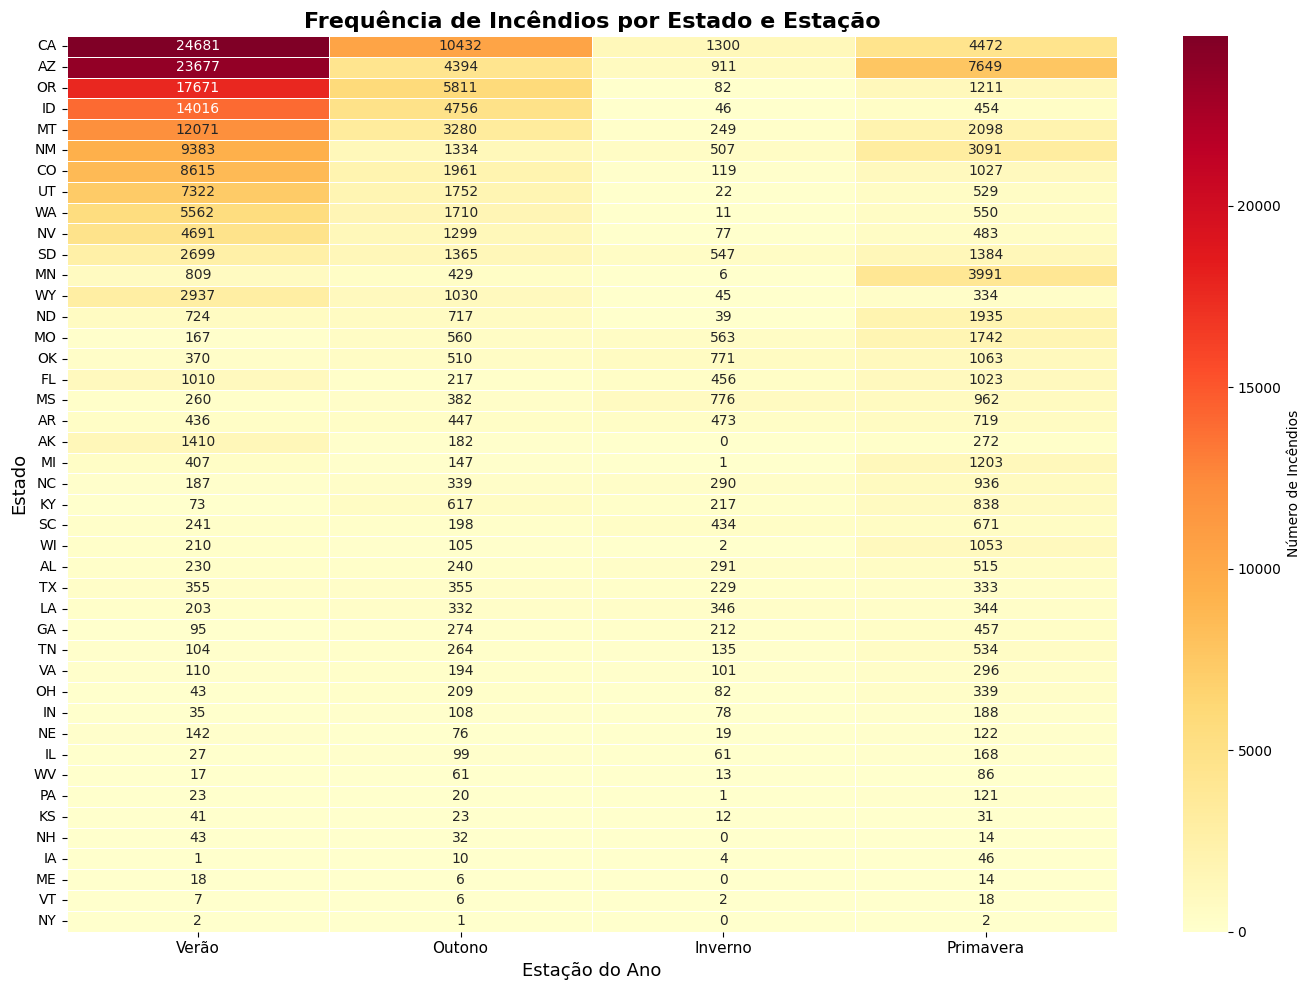 Frequência de Incêndios por Estado e Estação
CA 24681 10432 1300 4472
AZ 23677 4394 911 7649
OR 17671 5811 82 1211
ID 14016 4756 46 454
MT 12071 3280 249 2098
NM 9383 1334 507 3091
CO 8615 1961 119 1027
UT 7322 1752 22 529
WA 5562 1710 11 550
NV 4691 1299 77 483
SD 2699 1365 547 1384
MN 809 429 6 3991
WY 2937 1030 45 334
ND 724 717 39 1935
MO 167 560 563 1742
OK 370 510 771 1063
FL 1010 217 456 1023
MS 260 382 776 962
AR 436 447 473 719
AK 1410 182 0 272
MI 407 147 1 1203
NC 187 339 290 936
KY 73 617 217 838
SC 241 198 434 671
WI 210 105 2 1053
AL 230 240 291 515
TX 355 355 229 333
LA 203 332 346 344
GA 95 274 212 457
TN 104 264 135 534
VA 110 194 101 296
OH 43 209 82 339
IN 35 108 78 188
NE 142 76 19 122
IL 27 99 61 168
WV 17 61 13 86
PA 23 20 1 121
KS 41 23 12 31
NH 43 32 0 14
IA 1 10 4 46
ME 18 6 0 14
VT 7 6 2 18
NY 2 1 0 2
Verão Outono Inverno Primavera
Estação do Ano
Estado
20000
15000
10000
5000
0
Número de Incêndios